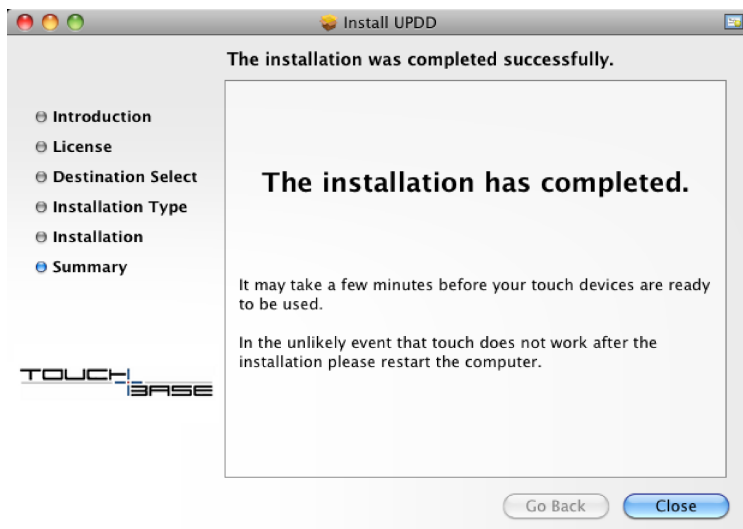 Install UPDD
The installation was completed successfully.
Introduction
License
Destination Select
Installation Type
Installation
Summary
The installation has completed.
It may take a few minutes before your touch devices are ready
to be used.
In the unlikely event that touch does not work after the
installation please restart the computer.
TOUCH
BASE
Go Back
Close